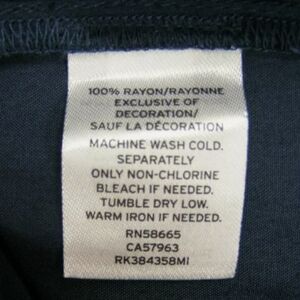 100% RAYON/RAYONNE
EXCLUSIVE OF
DECORATION/
SAUF LA DÉCORATION
MACHINE WASH COLD.
SEPARATELY
ONLY NON-CHLORINE
BLEACH IF NEEDED.
TUMBLE DRY LOW.
WARM IRON IF NEEDED.
RN58665
CA57963
RK384358MI